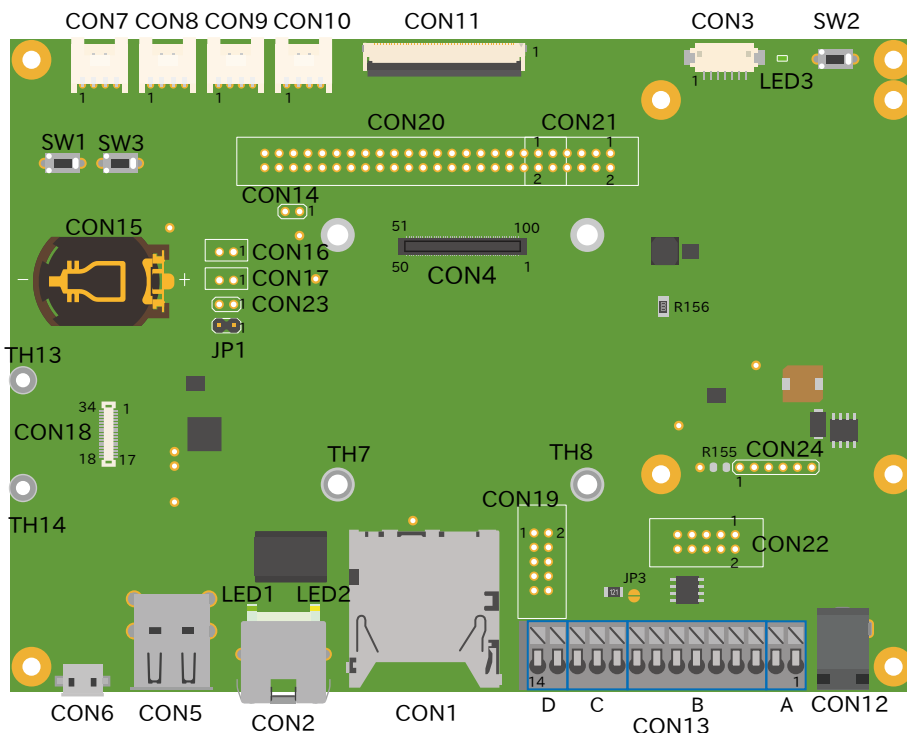 CON7 CON8 CON9 CON10 CON11 CON3 SW2
1 1 1 1 1 1 LED3
CON20 CON21
SW1 SW3 1 1
2 2
CON14 1
CON15 51 100
CON16 1
- + CON17 1 50 CON4 1
CON23 1 R156
JP1 1
TH13
34 1
CON18
18 17 TH7 TH8 R155 CON24
1
TH14 CON19
1 2 1
CON22
2
LED1 LED2 JP3
121
14 1
CON6 CON5 CON2 CON1 D C B A CON12
CON13